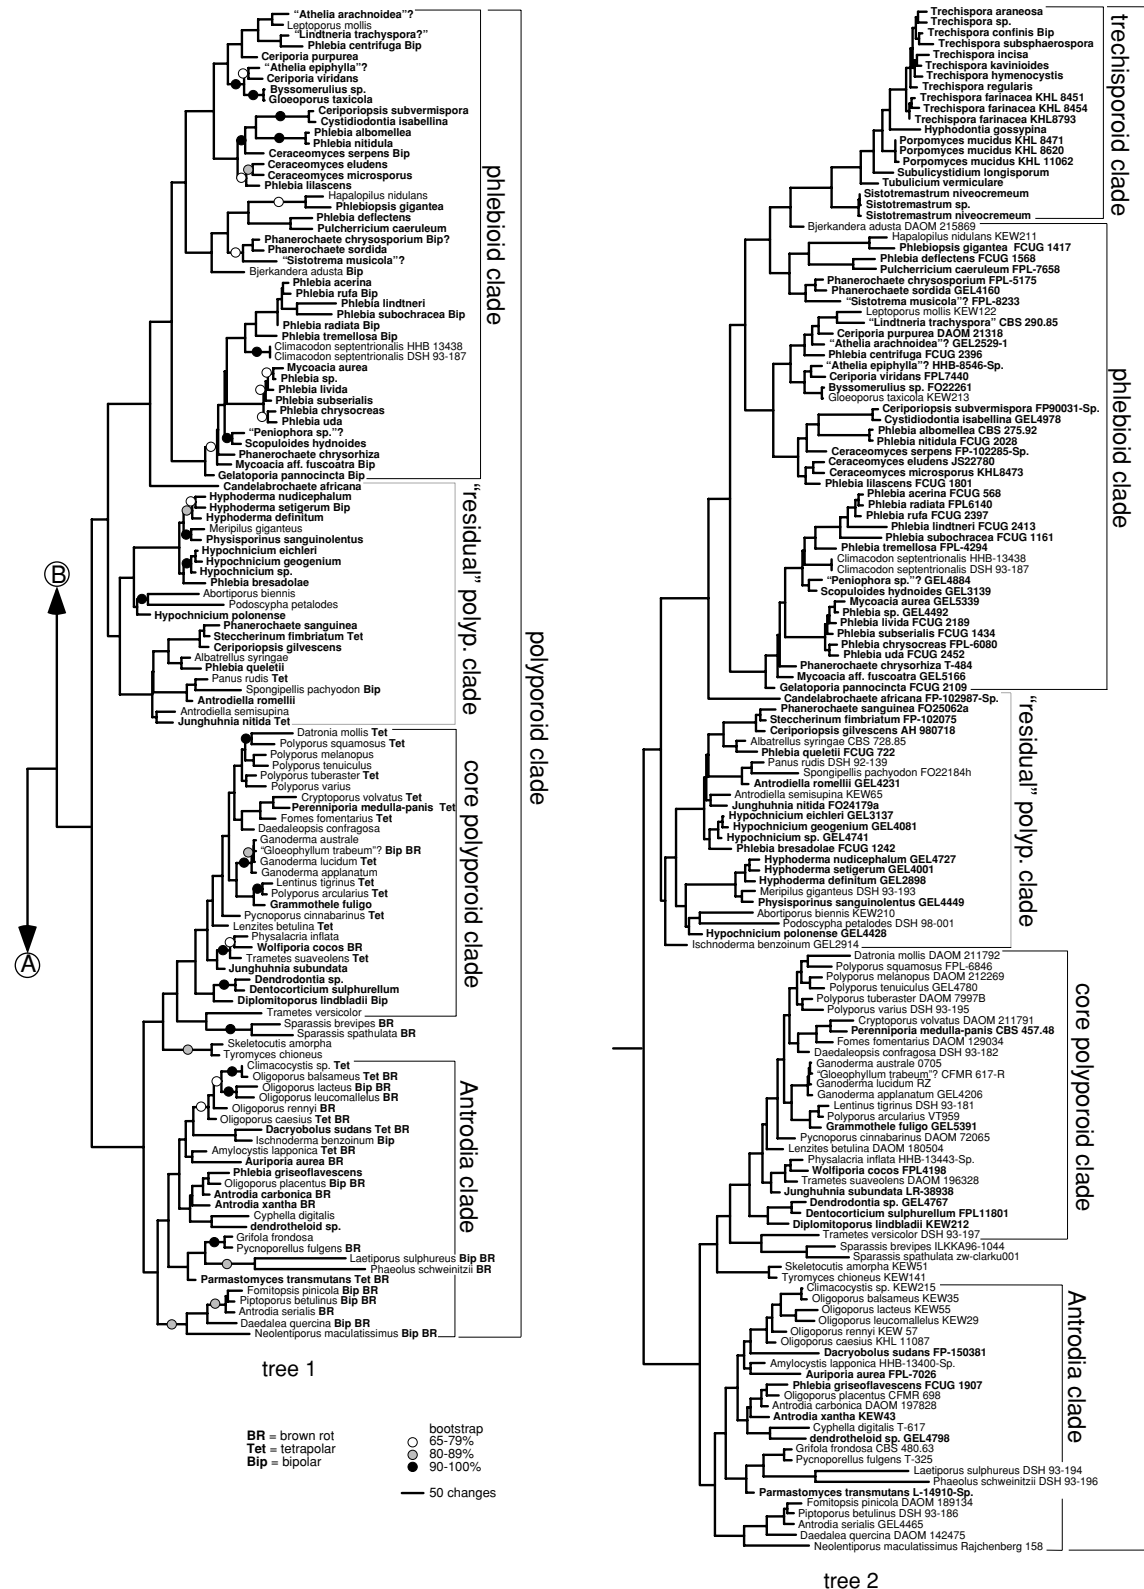 "Athelia arachnoidea"?
Leptoporus mollis
"Lindtneria trachyspora?"
Phlebia centrifuga Bip
Ceriporia purpurea
"Athelia epiphylla"?
Ceriporia viridans
Byssomerulius sp.
Gloeoporus taxicola
Ceriporiopsis subvermispora
Cystidiodontia isabellina
Phlebia albomellea
Phlebia nitidula
Ceraceomyces serpens Bip
Ceraceomyces eludens
Ceraceomyces microsporus
Phlebia lilascens
Hapalopilus nidulans
Phlebiopsis gigantea
Phlebia deflectens
Pulcherricium caeruleum
Phanerochaete chrysosporium Bip?
Phanerochaete sordida
"Sistotrema musicola"?
Bjerkandera adusta Bip
Phlebia acerina
Phlebia rufa Bip
Phlebia lindtneri
Phlebia subochracea Bip
Phlebia radiata Bip
Phlebia tremellosa Bip
Climacodon septentrionalis HHB 13438
Climacodon septentrionalis DSH 93-187
Mycoacia aurea
Phlebia sp.
Phlebia livida
Phlebia subserialis
Phlebia chrysocreas
Phlebia uda
"Peniophora sp."?
Scopuloides hydnoides
Phanerochaete chrysorhiza
Mycoacia aff. fuscoatra Bip
Gelatoporia pannocincta Bip
Candelabrochaete africana
Hyphoderma nudicephalum
Hyphoderma setigerum Bip
Hyphoderma definitum
Meripilus giganteus
Physisporinus sanguinolentus
Hypochnicium eichleri
Hypochnicium geogenium
Hypochnicium sp.
Phlebia bresadolae
Abortiporus biennis
Podoscypha petalodes
Hypochnicium polonense
Phanerochaete sanguinea
Steccherinum fimbriatum Tet
Ceriporiopsis gilvescens
Albatrellus syringae
Phlebia queletii
Panus rudis Tet
Spongipellis pachyodon Bip
Antrodiella romellii
Antrodiella semisupina
Junghuhnia nitida Tet
Datronia mollis Tet
Polyporus squamosus Tet
Polyporus melanopus
Polyporus tenuiculus
Polyporus tuberaster Tet
Polyporus varius
Cryptoporus volvatus Tet
Perenniporia medulla-panis Tet
Fomes fomentarius Tet
Daedaleopsis confragosa
Ganoderma australe
"Gloeophyllum trabeum"? Bip BR
Ganoderma lucidum Tet
Ganoderma applanatum
Lentinus tigrinus Tet
Polyporus arcularius Tet
Grammothele fuligo
Pycnoporus cinnabarinus Tet
Lenzites betulina Tet
Physalacria inflata
Wolfiporia cocos BR
Trametes suaveolens Tet
Junghuhnia subundata
Dendrodontia sp.
Dentocorticium sulphurellum
Diplomitoporus lindbladii Bip
Trametes versicolor
Sparassis brevipes BR
Sparassis spathulata BR
Skeletocutis amorpha
Tyromyces chioneus
Climacocystis sp. Tet
Oligoporus balsameus Tet BR
Oligoporus lacteus Bip BR
Oligoporus leucomallelus BR
Oligoporus rennyi BR
Oligoporus caesius Tet BR
Dacryobolus sudans Tet BR
Ischnoderma benzoinum Bip
Amylocystis lapponica Tet BR
Auriporia aurea BR
Phlebia griseoflavescens
Oligoporus placentus Bip BR
Antrodia carbonica BR
Antrodia xantha BR
Cyphella digitalis
dendrotheloid sp.
Grifola frondosa
Pycnoporellus fulgens BR
Laetiporus sulphureus Bip BR
Phaeolus schweinitzii BR
Parmastomyces transmutans Tet BR
Fomitopsis pinicola Bip BR
Piptoporus betulinus Bip BR
Antrodia serialis BR
Daedalea quercina Bip BR
Neolentiporus maculatissimus Bip BR
phlebioid clade
"residual" polyp. clade
core polyporoid clade
Antrodia clade
polyporoid clade
B
A
tree 1
BR = brown rot
Tet = tetrapolar
Bip = bipolar
bootstrap
65-79%
80-89%
90-100%
50 changes
Trechispora araneosa
Trechispora sp.
Trechispora confinis Bip
Trechispora subsphaerospora
Trechispora incisa
Trechispora kavinioides
Trechispora hymenocystis
Trechispora regularis
Trechispora farinacea KHL 8451
Trechispora farinacea KHL 8454
Trechispora farinacea KHL8793
Hyphodontia gossypina
Porpomyces mucidus KHL 8471
Porpomyces mucidus KHL 8620
Porpomyces mucidus KHL 11062
Subulicystidium longisporum
Tubulicium vermiculare
Sistotremastrum niveocremeum
Sistotremastrum sp.
Sistotremastrum niveocremeum
Bjerkandera adusta DAOM 215869
Hapalopilus nidulans KEW211
Phlebiopsis gigantea FCUG 1417
Phlebia deflectens FCUG 1568
Pulcherricium caeruleum FPL-7658
Phanerochaete chrysosporium FPL-5175
Phanerochaete sordida GEL4160
"Sistotrema musicola"? FPL-8233
Leptoporus mollis KEW122
"Lindtneria trachyspora" CBS 290.85
Ceriporia purpurea DAOM 21318
"Athelia arachnoidea"? GEL2529-1
Phlebia centrifuga FCUG 2396
"Athelia epiphylla"? HHB-8546-Sp.
Ceriporia viridans FPL7440
Byssomerulius sp. FO22261
Gloeoporus taxicola KEW213
Ceriporiopsis subvermispora FP90031-Sp.
Cystidiodontia isabellina GEL4978
Phlebia albomellea CBS 275.92
Phlebia nitidula FCUG 2028
Ceraceomyces serpens FP-102285-Sp.
Ceraceomyces eludens JS22780
Ceraceomyces microsporus KHL8473
Phlebia lilascens FCUG 1801
Phlebia acerina FCUG 568
Phlebia radiata FPL6140
Phlebia rufa FCUG 2397
Phlebia lindtneri FCUG 2413
Phlebia subochracea FCUG 1161
Phlebia tremellosa FPL-4294
Climacodon septentrionalis HHB-13438
Climacodon septentrionalis DSH 93-187
"Peniophora sp."? GEL4884
Scopuloides hydnoides GEL3139
Mycoacia aurea GEL5339
Phlebia sp. GEL4492
Phlebia livida FCUG 2189
Phlebia subserialis FCUG 1434
Phlebia chrysocreas FPL-6080
Phlebia uda FCUG 2452
Phanerochaete chrysorhiza T-484
Mycoacia aff. fuscoatra GEL5166
Gelatoporia pannocincta FCUG 2109
Candelabrochaete africana FP-102987-Sp.
Phanerochaete sanguinea FO25062a
Steccherinum fimbriatum FP-102075
Ceriporiopsis gilvescens AH 980718
Albatrellus syringae CBS 728.85
Phlebia queletii FCUG 722
Panus rudis DSH 92-139
Spongipellis pachyodon FO22184h
Antrodiella romellii GEL4231
Antrodiella semisupina KEW65
Junghuhnia nitida FO24179a
Hypochnicium eichleri GEL3137
Hypochnicium geogenium GEL4081
Hypochnicium sp. GEL4741
Phlebia bresadolae FCUG 1242
Hyphoderma nudicephalum GEL4727
Hyphoderma setigerum GEL4001
Hyphoderma definitum GEL2898
Meripilus giganteus DSH 93-193
Physisporinus sanguinolentus GEL4449
Abortiporus biennis KEW210
Podoscypha petalodes DSH 98-001
Hypochnicium polonense GEL4428
Ischnoderma benzoinum GEL2914
Datronia mollis DAOM 211792
Polyporus squamosus FPL-6846
Polyporus melanopus DAOM 212269
Polyporus tenuiculus GEL4780
Polyporus tuberaster DAOM 7997B
Polyporus varius DSH 93-195
Cryptoporus volvatus DAOM 211791
Perenniporia medulla-panis CBS 457.48
Fomes fomentarius DAOM 129034
Daedaleopsis confragosa DSH 93-182
Ganoderma australe 0705
"Gloeophyllum trabeum"? CFMR 617-R
Ganoderma lucidum RZ
Ganoderma applanatum GEL4206
Lentinus tigrinus DSH 93-181
Polyporus arcularius VT959
Grammothele fuligo GEL5391
Pycnoporus cinnabarinus DAOM 72065
Lenzites betulina DAOM 180504
Physalacria inflata HHB-13443-Sp.
Wolfiporia cocos FPL4198
Trametes suaveolens DAOM 196328
Junghuhnia subundata LR-38938
Dendrodontia sp. GEL4767
Dentocorticium sulphurellum FPL11801
Diplomitoporus lindbladii KEW212
Trametes versicolor DSH 93-197
Sparassis brevipes ILKKA96-1044
Sparassis spathulata zw-clarku001
Skeletocutis amorpha KEW51
Tyromyces chioneus KEW141
Climacocystis sp. KEW215
Oligoporus balsameus KEW35
Oligoporus lacteus KEW55
Oligoporus leucomallelus KEW29
Oligoporus rennyi KEW 57
Oligoporus caesius KHL 11087
Dacryobolus sudans FP-150381
Amylocystis lapponica HHB-13400-Sp.
Auriporia aurea FPL-7026
Phlebia griseoflavescens FCUG 1907
Oligoporus placentus CFMR 698
Antrodia carbonica DAOM 197828
Antrodia xantha KEW43
Cyphella digitalis T-617
dendrotheloid sp. GEL4798
Grifola frondosa CBS 480.63
Pycnoporellus fulgens T-325
Laetiporus sulphureus DSH 93-194
Phaeolus schweinitzii DSH 93-196
Parmastomyces transmutans L-14910-Sp.
Fomitopsis pinicola DAOM 189134
Piptoporus betulinus DSH 93-186
Antrodia serialis GEL4465
Daedalea quercina DAOM 142475
Neolentiporus maculatissimus Rajchenberg 158
trechisporoid clade
phlebioid clade
"residual" polyp. clade
core polyporoid clade
Antrodia clade
tree 2